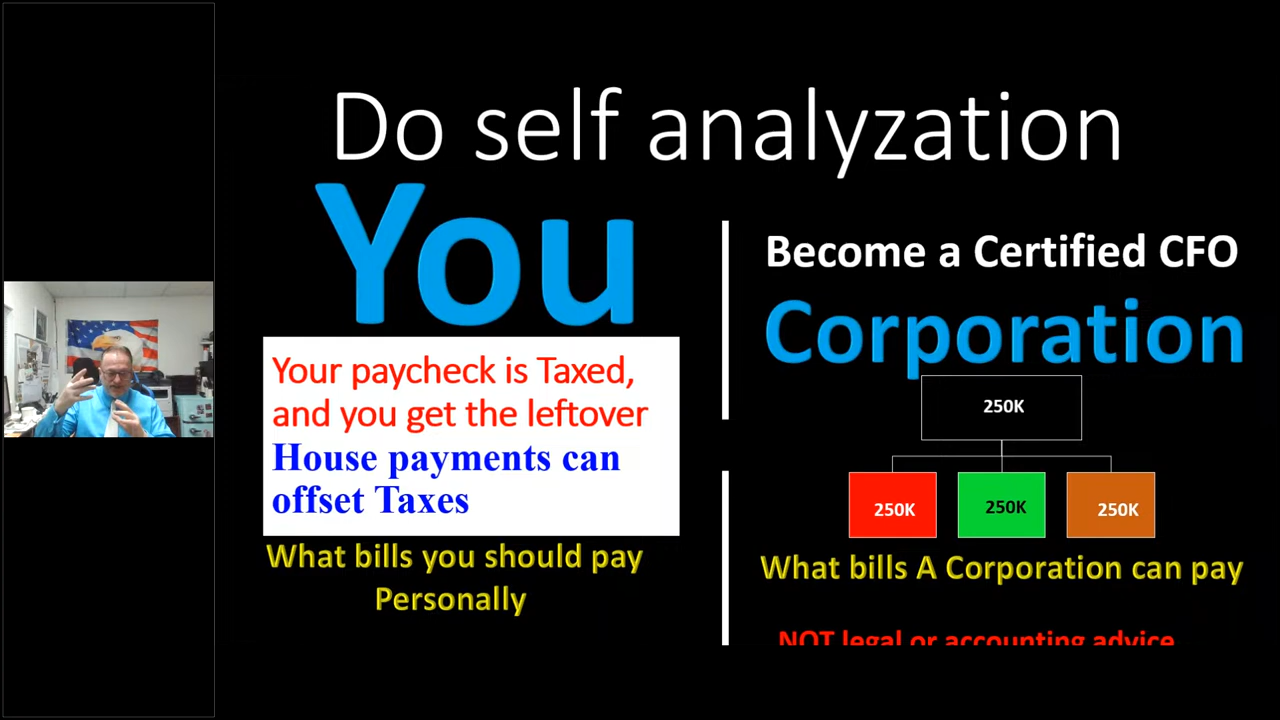 Do self analyzation
You
Your paycheck is Taxed,
and you get the leftover
House payments can
offset Taxes
What bills you should pay
Personally
Become a Certified CFO
Corporation
250K
250K
250K
250K
What bills A Corporation can pay
NOT legal or accounting advice